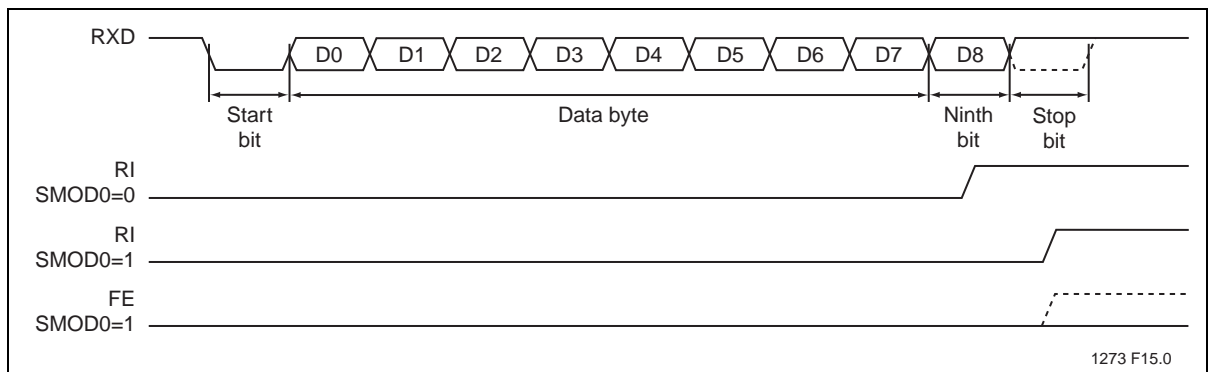 RXD
D0 D1 D2 D3 D4 D5 D6 D7 D8
Start
bit
Data byte
Ninth
bit
Stop
bit
RI
SMOD0=0
RI
SMOD0=1
FE
SMOD0=1
1273 F15.0